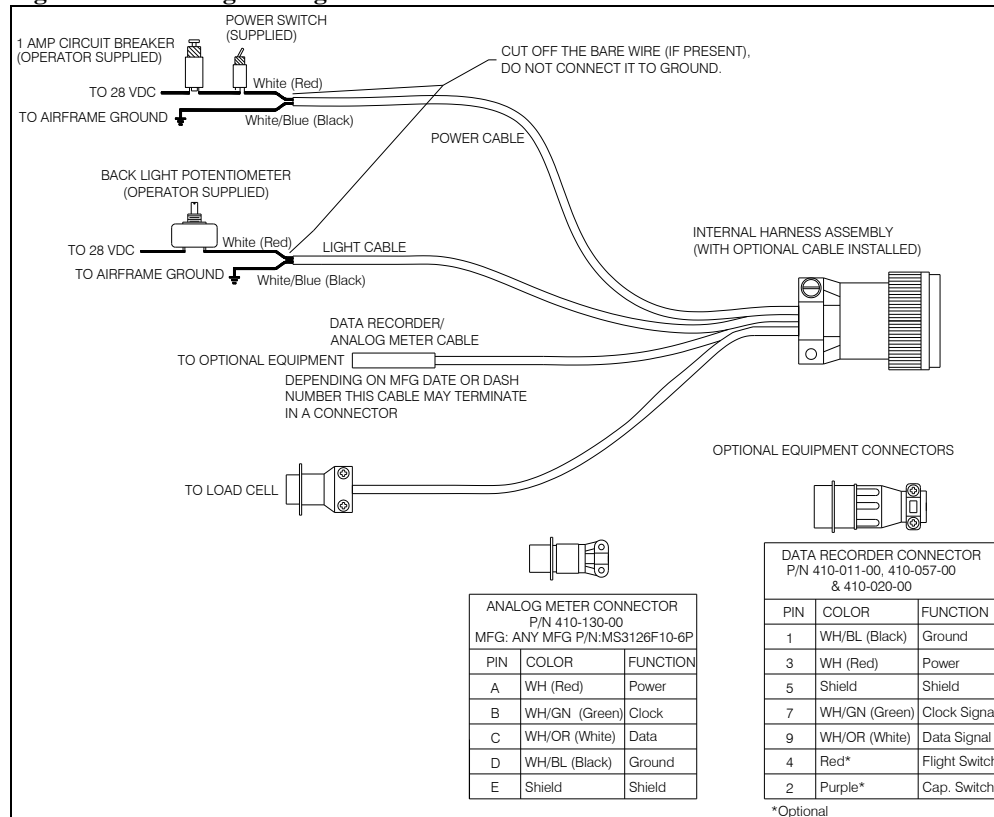 POWER SWITCH
(SUPPLIED)
1 AMP CIRCUIT BREAKER
(OPERATOR SUPPLIED)
CUT OFF THE BARE WIRE (IF PRESENT),
DO NOT CONNECT IT TO GROUND.
TO 28 VDC
White (Red)
TO AIRFRAME GROUND
White/Blue (Black)
POWER CABLE
BACK LIGHT POTENTIOMETER
(OPERATOR SUPPLIED)
TO 28 VDC
White (Red)
LIGHT CABLE
TO AIRFRAME GROUND
White/Blue (Black)
INTERNAL HARNESS ASSEMBLY
(WITH OPTIONAL CABLE INSTALLED)
DATA RECORDER/
ANALOG METER CABLE
TO OPTIONAL EQUIPMENT
DEPENDING ON MFG DATE OR DASH
NUMBER THIS CABLE MAY TERMINATE
IN A CONNECTOR
TO LOAD CELL
OPTIONAL EQUIPMENT CONNECTORS
ANALOG METER CONNECTOR
P/N 410-130-00
MFG: ANY MFG P/N:MS3126F10-6P
PIN COLOR FUNCTION
A WH (Red) Power
B WH/GN (Green) Clock
C WH/OR (White) Data
D WH/BL (Black) Ground
E Shield Shield
DATA RECORDER CONNECTOR
P/N 410-011-00, 410-057-00
& 410-020-00
PIN COLOR FUNCTION
1 WH/BL (Black) Ground
3 WH (Red) Power
5 Shield Shield
7 WH/GN (Green) Clock Signal
9 WH/OR (White) Data Signal
4 Red* Flight Switch
2 Purple* Cap. Switch
*Optional